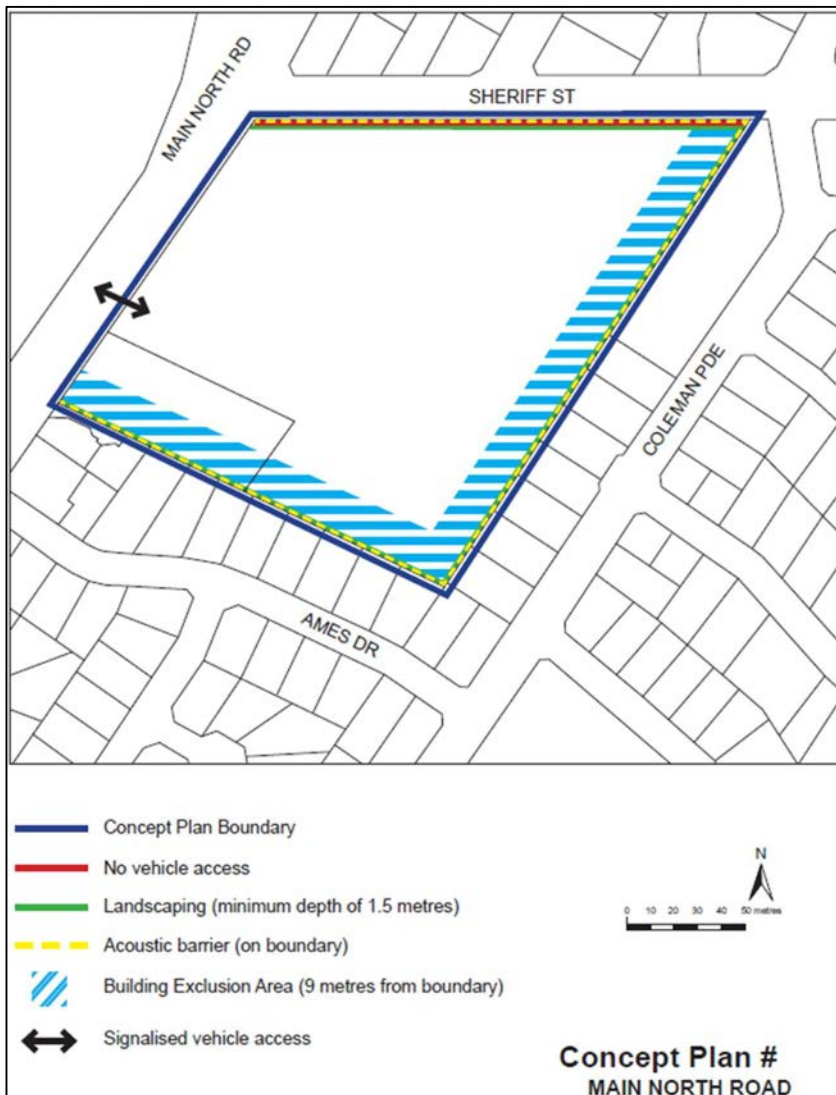 MAIN NORTH RD
SHERIFF ST
COLEMAN PDE
AMES DR
Concept Plan Boundary
No vehicle access
Landscaping (minimum depth of 1.5 metres)
Acoustic barrier (on boundary)
Building Exclusion Area (9 metres from boundary)
Signalised vehicle access
N
0 10 20 30 40 50 metres
Concept Plan #
MAIN NORTH ROAD